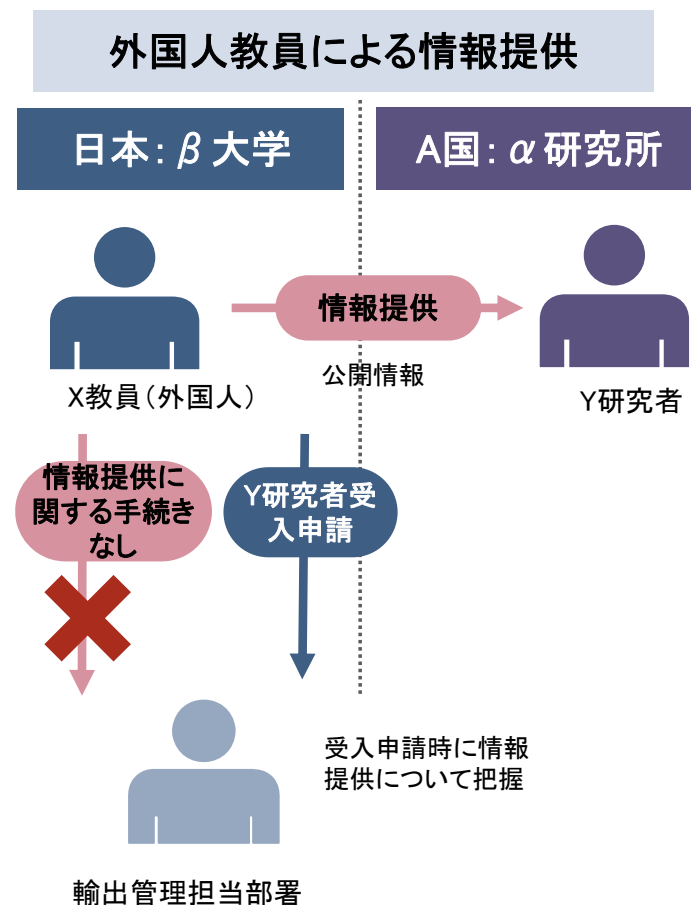 外国人教員による情報提供
日本：β大学
A国：α研究所
情報提供
公開情報
X教員（外国人）
Y研究者
情報提供に
関する手続き
なし
Y研究者受
入申請
受入申請時に情報
提供について把握
輸出管理担当部署